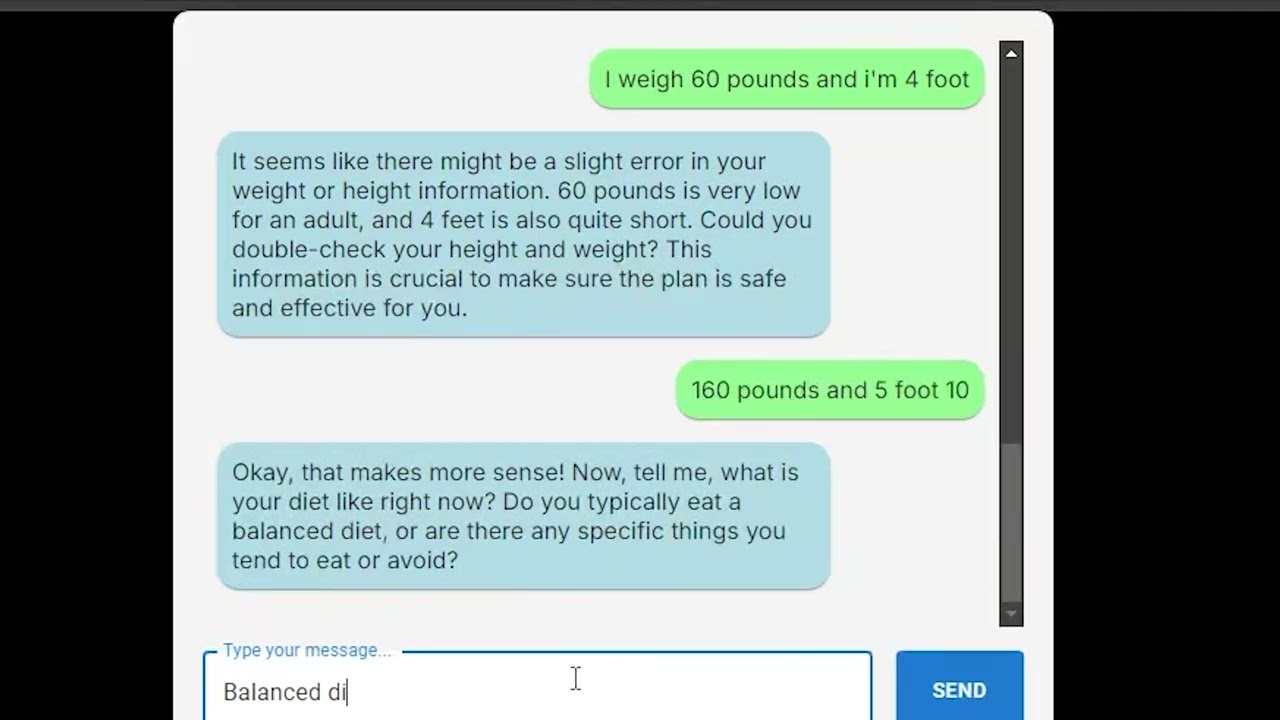 I weigh 60 pounds and i'm 4 foot
It seems like there might be a slight error in your
weight or height information. 60 pounds is very low
for an adult, and 4 feet is also quite short. Could you
double-check your height and weight? This
information is crucial to make sure the plan is safe
and effective for you.
160 pounds and 5 foot 10
Okay, that makes more sense! Now, tell me, what is
your diet like right now? Do you typically eat a
balanced diet, or are there any specific things you
tend to eat or avoid?
Type your message...
Balanced di
SEND